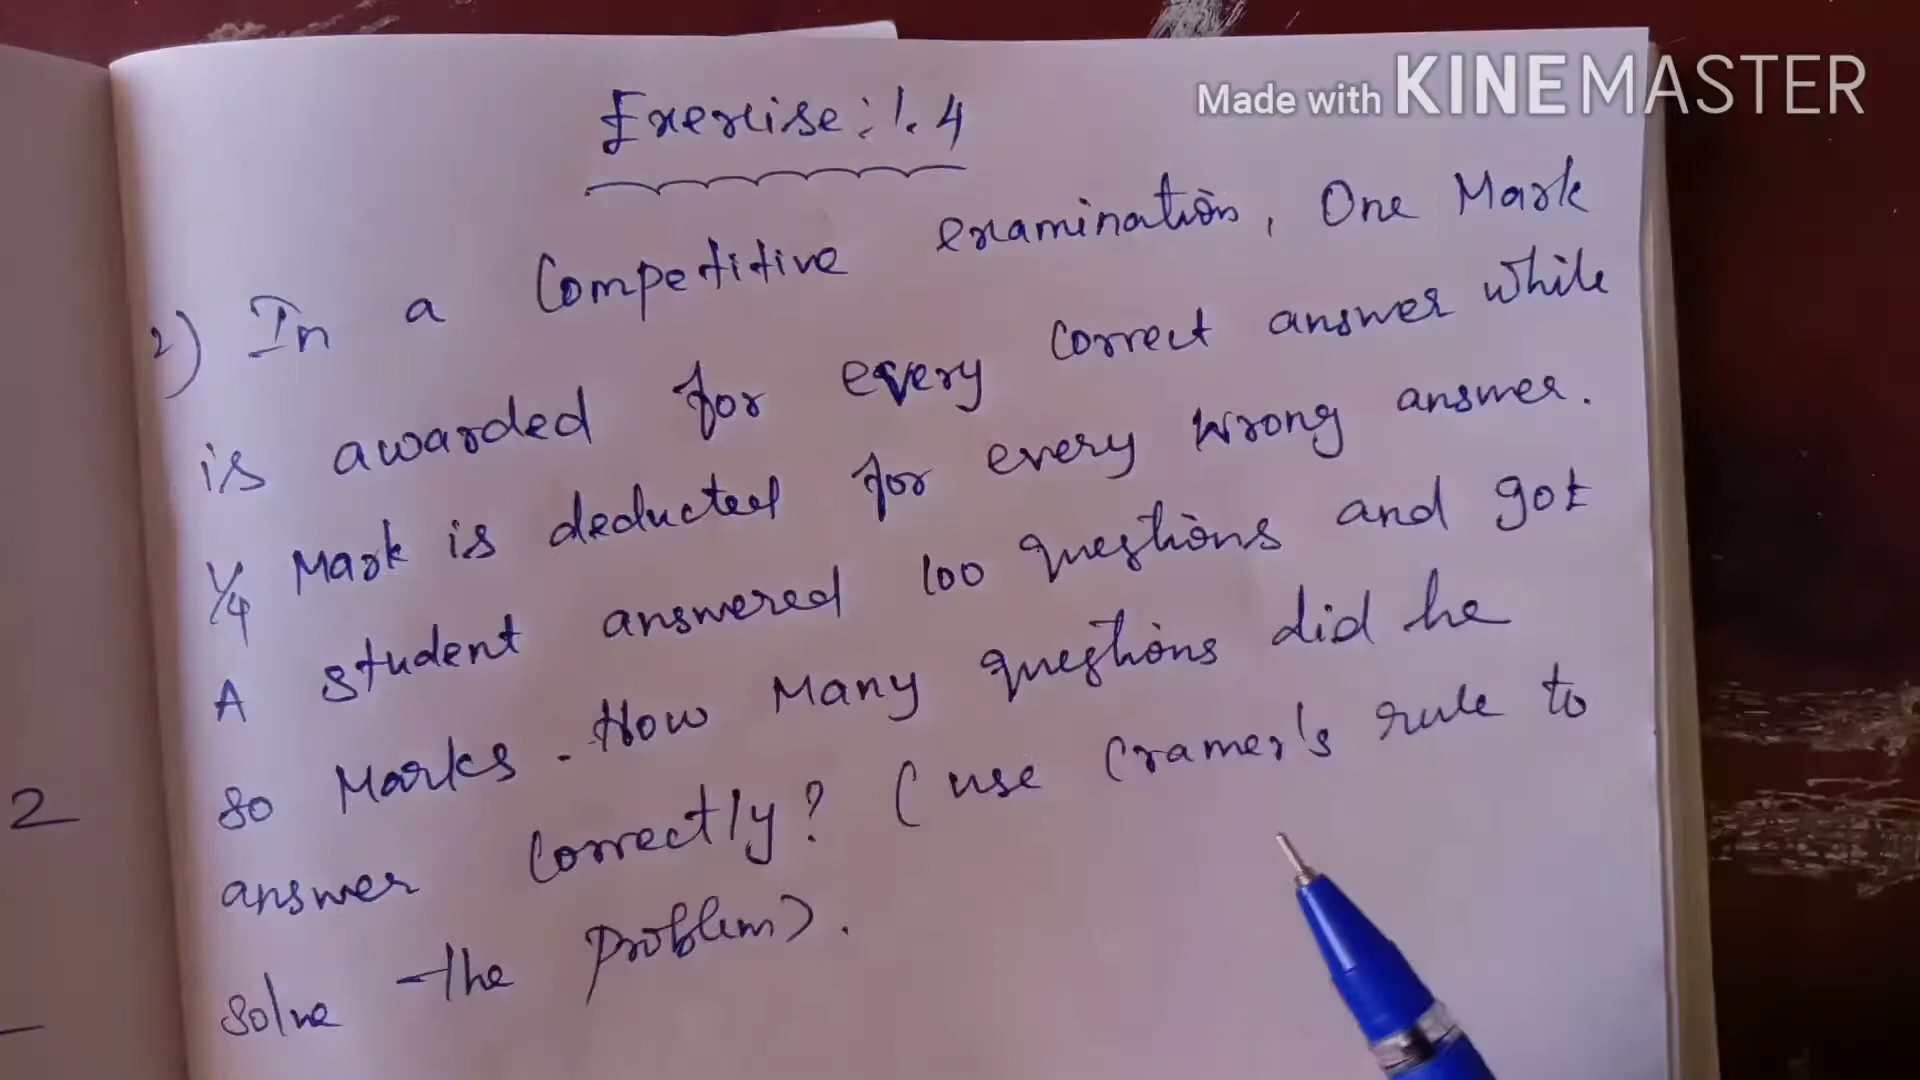 Made with KINEMASTER
Exercise: 1.4
2) In a Competitive examination, One Mark
is awarded for every correct answer while
1/4 Mark is deducted for every wrong answer.
A student answered 100 questions and got
80 Marks. How Many questions did he
answer correctly? (use Cramer's rule to
solve the problem).
2